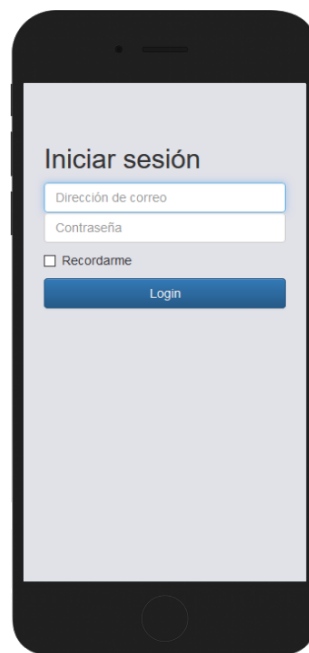 Iniciar sesión
Dirección de correo
Contraseña
Recordarme
Login